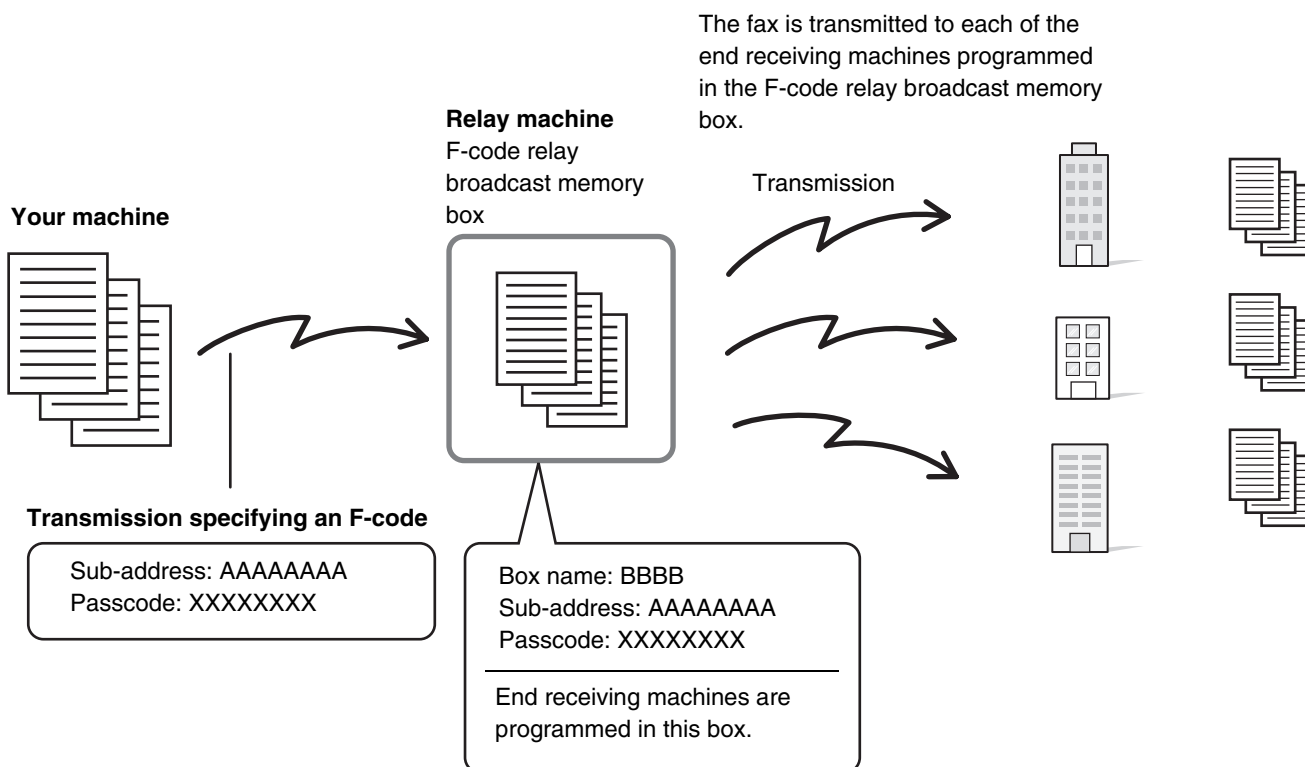 The fax is transmitted to each of the
end receiving machines programmed
in the F-code relay broadcast memory
box.
Relay machine
F-code relay
broadcast memory
box
Transmission
Your machine
Transmission specifying an F-code
Sub-address: AAAAAAAA
Passcode: XXXXXXXX
Box name: BBBB
Sub-address: AAAAAAAA
Passcode: XXXXXXXX
End receiving machines are
programmed in this box.